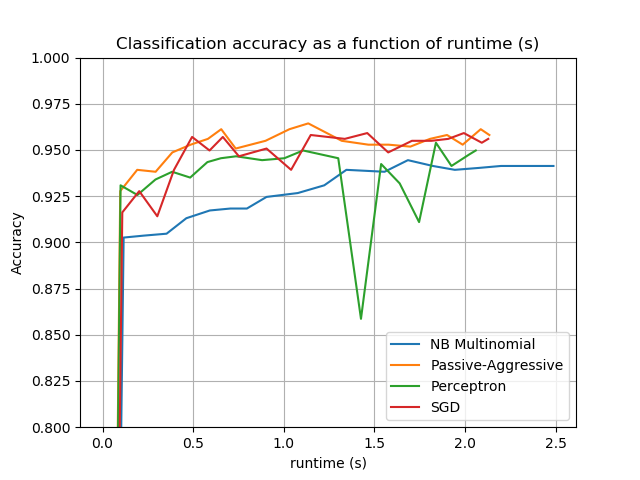 Classification accuracy as a function of runtime (s)
1.000
0.975
0.950
0.925
0.900
0.875
0.850
0.825
0.800
Accuracy
NB Multinomial
Passive-Aggressive
Perceptron
SGD
0.0 0.5 1.0 1.5 2.0 2.5
runtime (s)